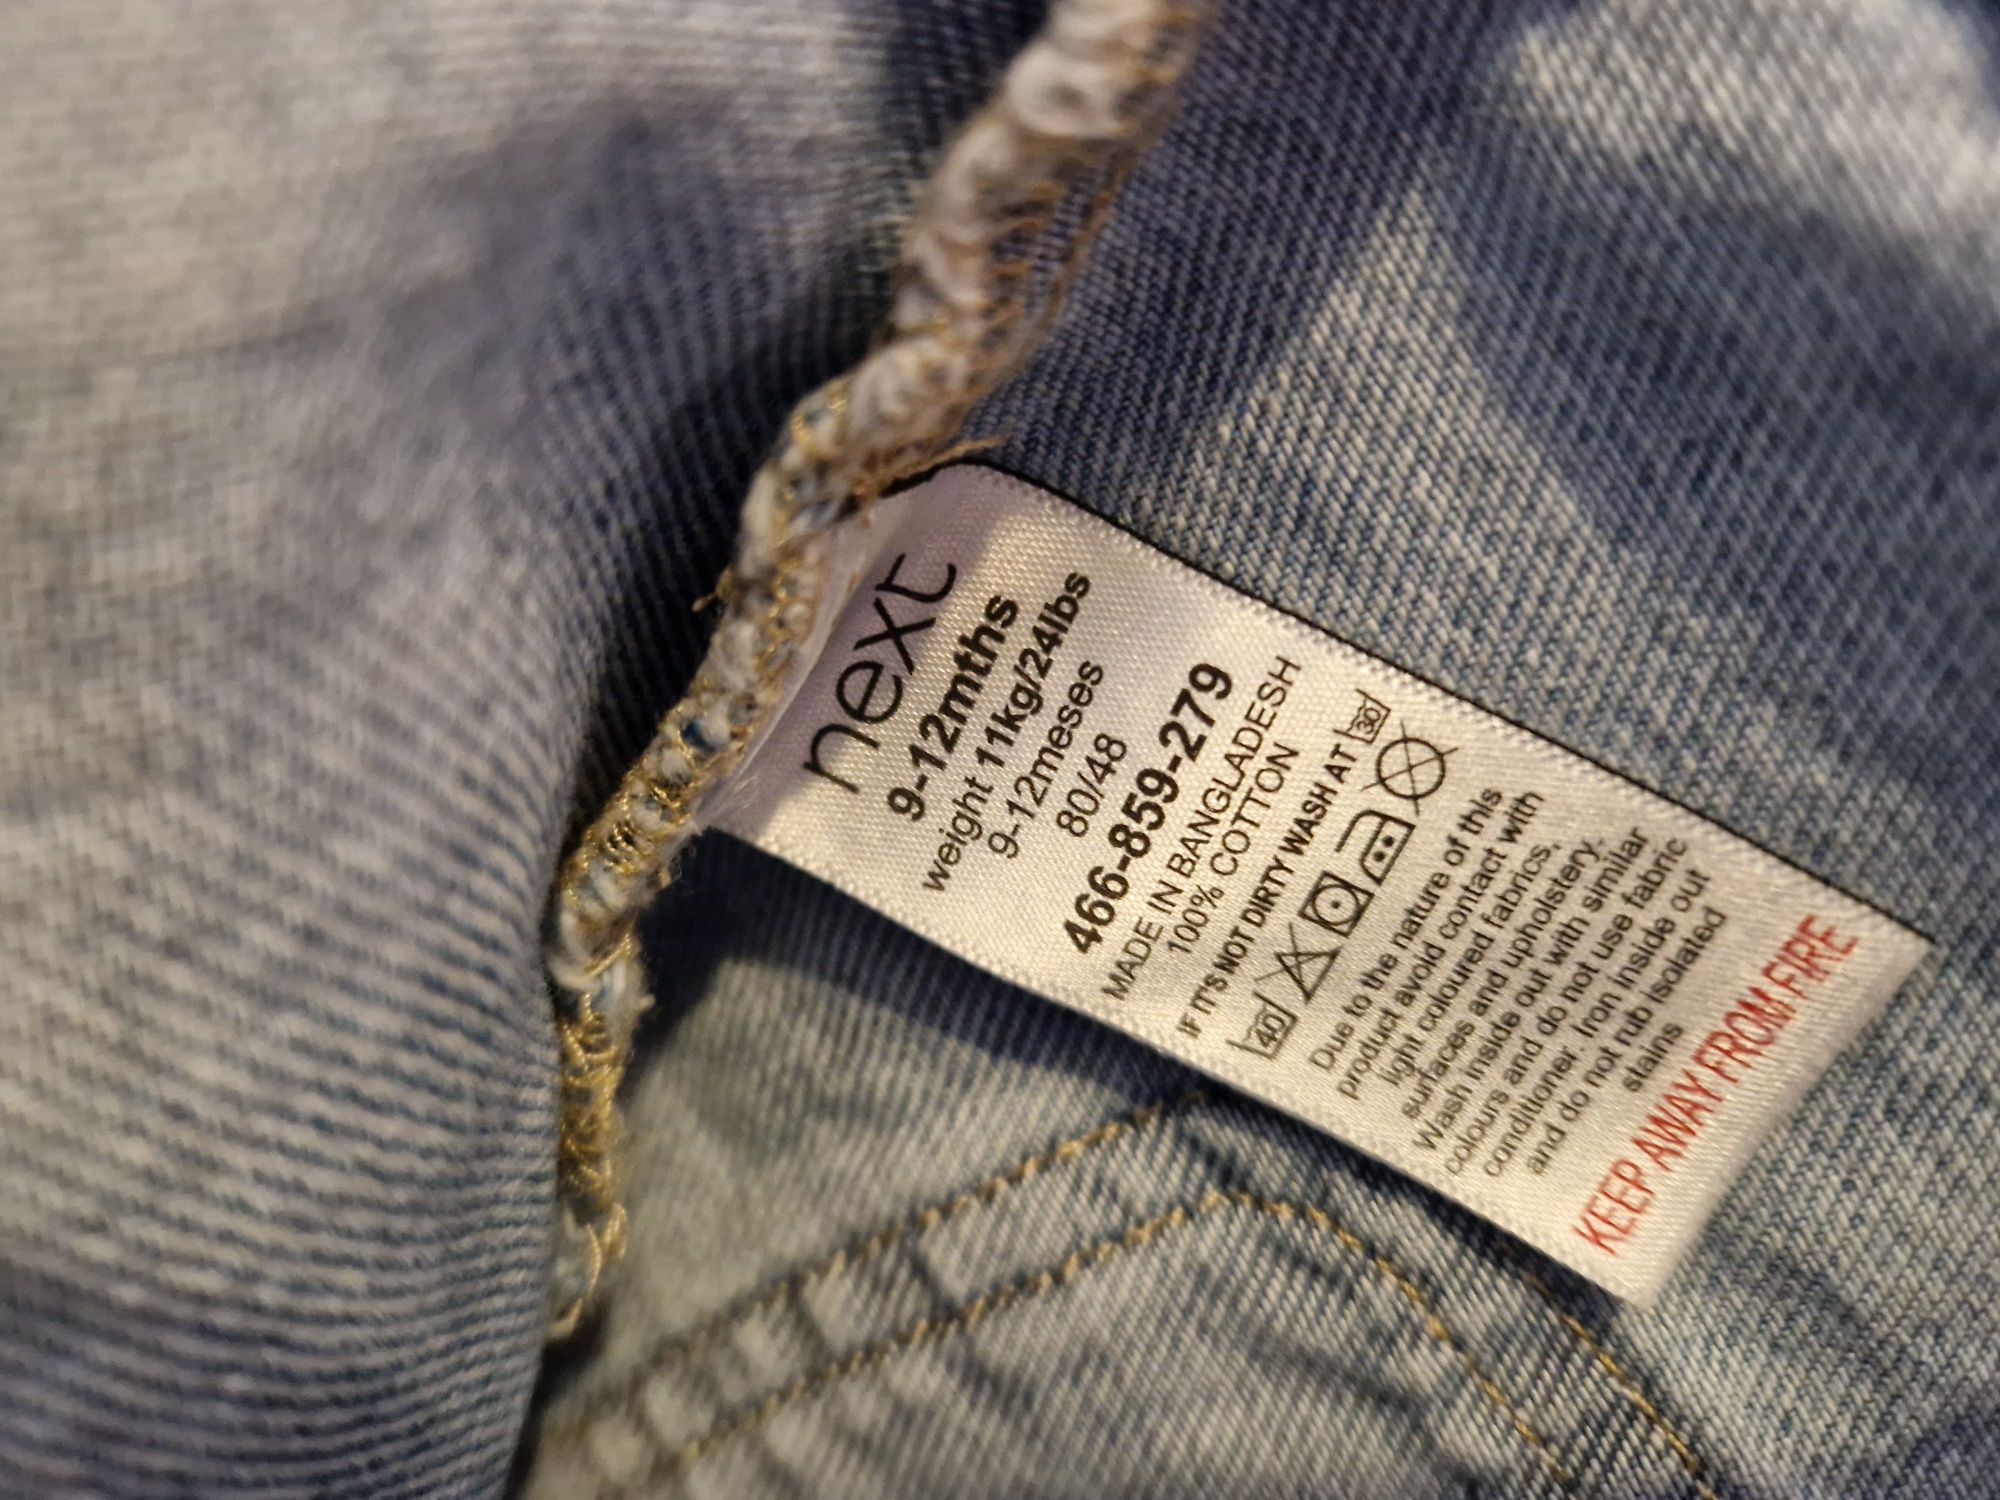 next
9-12mths
weight 11kg/24lbs
9-12meses
80/48
466-859-279
MADE IN BANGLADESH
100% COTTON
IF IT'S NOT DIRTY WASH AT 30
40
Due to the nature of this
product avoid contact with
light coloured fabrics,
surfaces and upholstery.
Wash inside out with similar
colours and do not use fabric
conditioner. Iron inside out
and do not rub isolated
stains
KEEP AWAY FROM FIRE